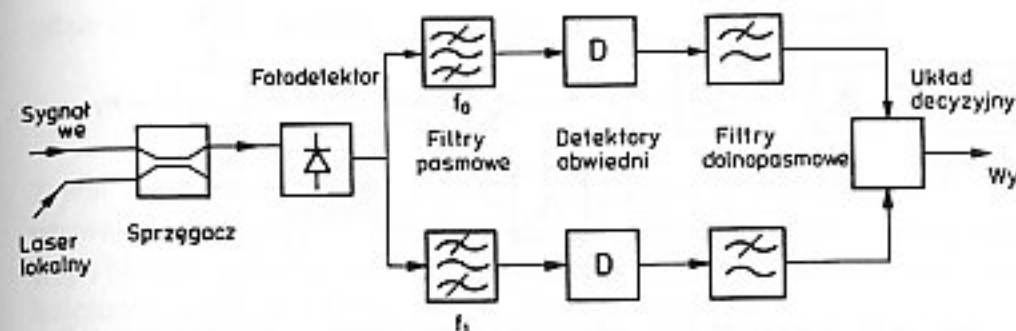 Sygnał
we
Laser
lokalny
Sprzęgacz
Fotodetektor
f₀
Filtry
pasmowe
f₁
D
Detektory
obwiedni
D
Filtry
dolnopasmowe
Układ
decyzyjny
Wy